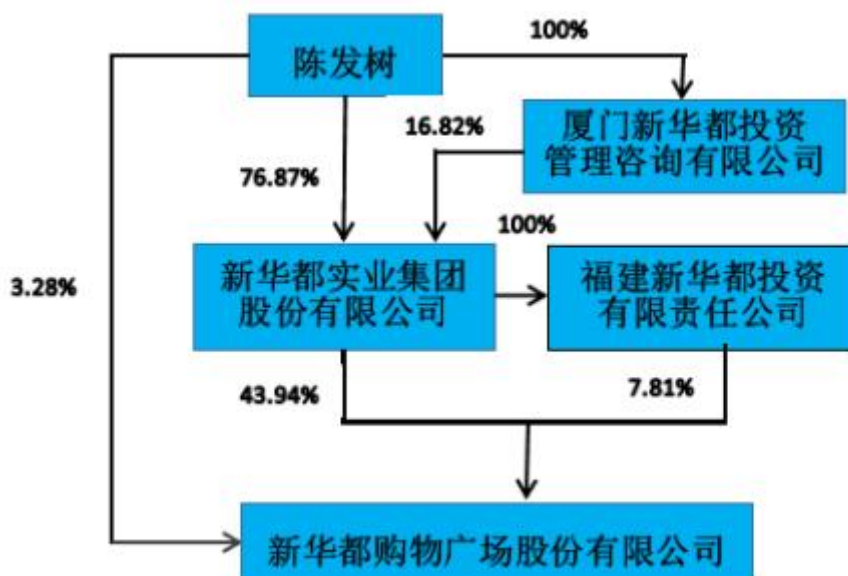 100%
陈发树
16.82%
厦门新华都投资
管理咨询有限公司
76.87%
100%
新华都实业集团
股份有限公司
福建新华都投资
有限责任公司
3.28%
43.94%
7.81%
新华都购物广场股份有限公司